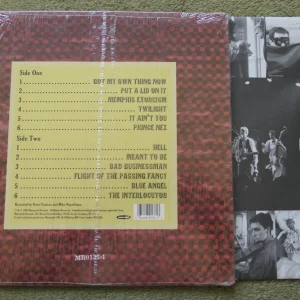 Side One
1 GOT MY OWN THING NOW
2 PUT A LID ON IT
3 MEMPHIS EXORCISM
4 TWILIGHT
5 IT AIN'T YOU
6 PRINCE NEZ
Side Two
1 HELL
2 MEANT TO BE
3 BAD BUSINESSMAN
4 FLIGHT OF THE PASSING FANCY
5 BLUE ANGEL
6 THE INTERLOCUTOR
MR0139-1